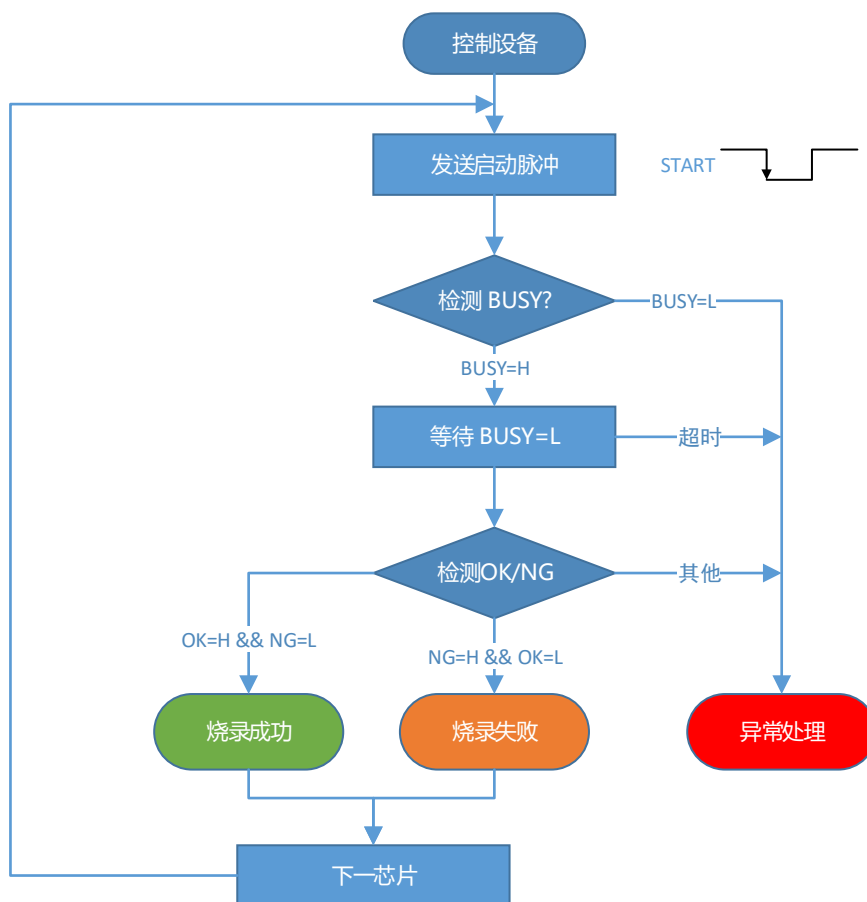 控制设备
发送启动脉冲
START
检测 BUSY?
BUSY=L
BUSY=H
等待 BUSY=L
超时
检测OK/NG
其他
OK=H && NG=L
NG=H && OK=L
烧录成功
烧录失败
异常处理
下一芯片